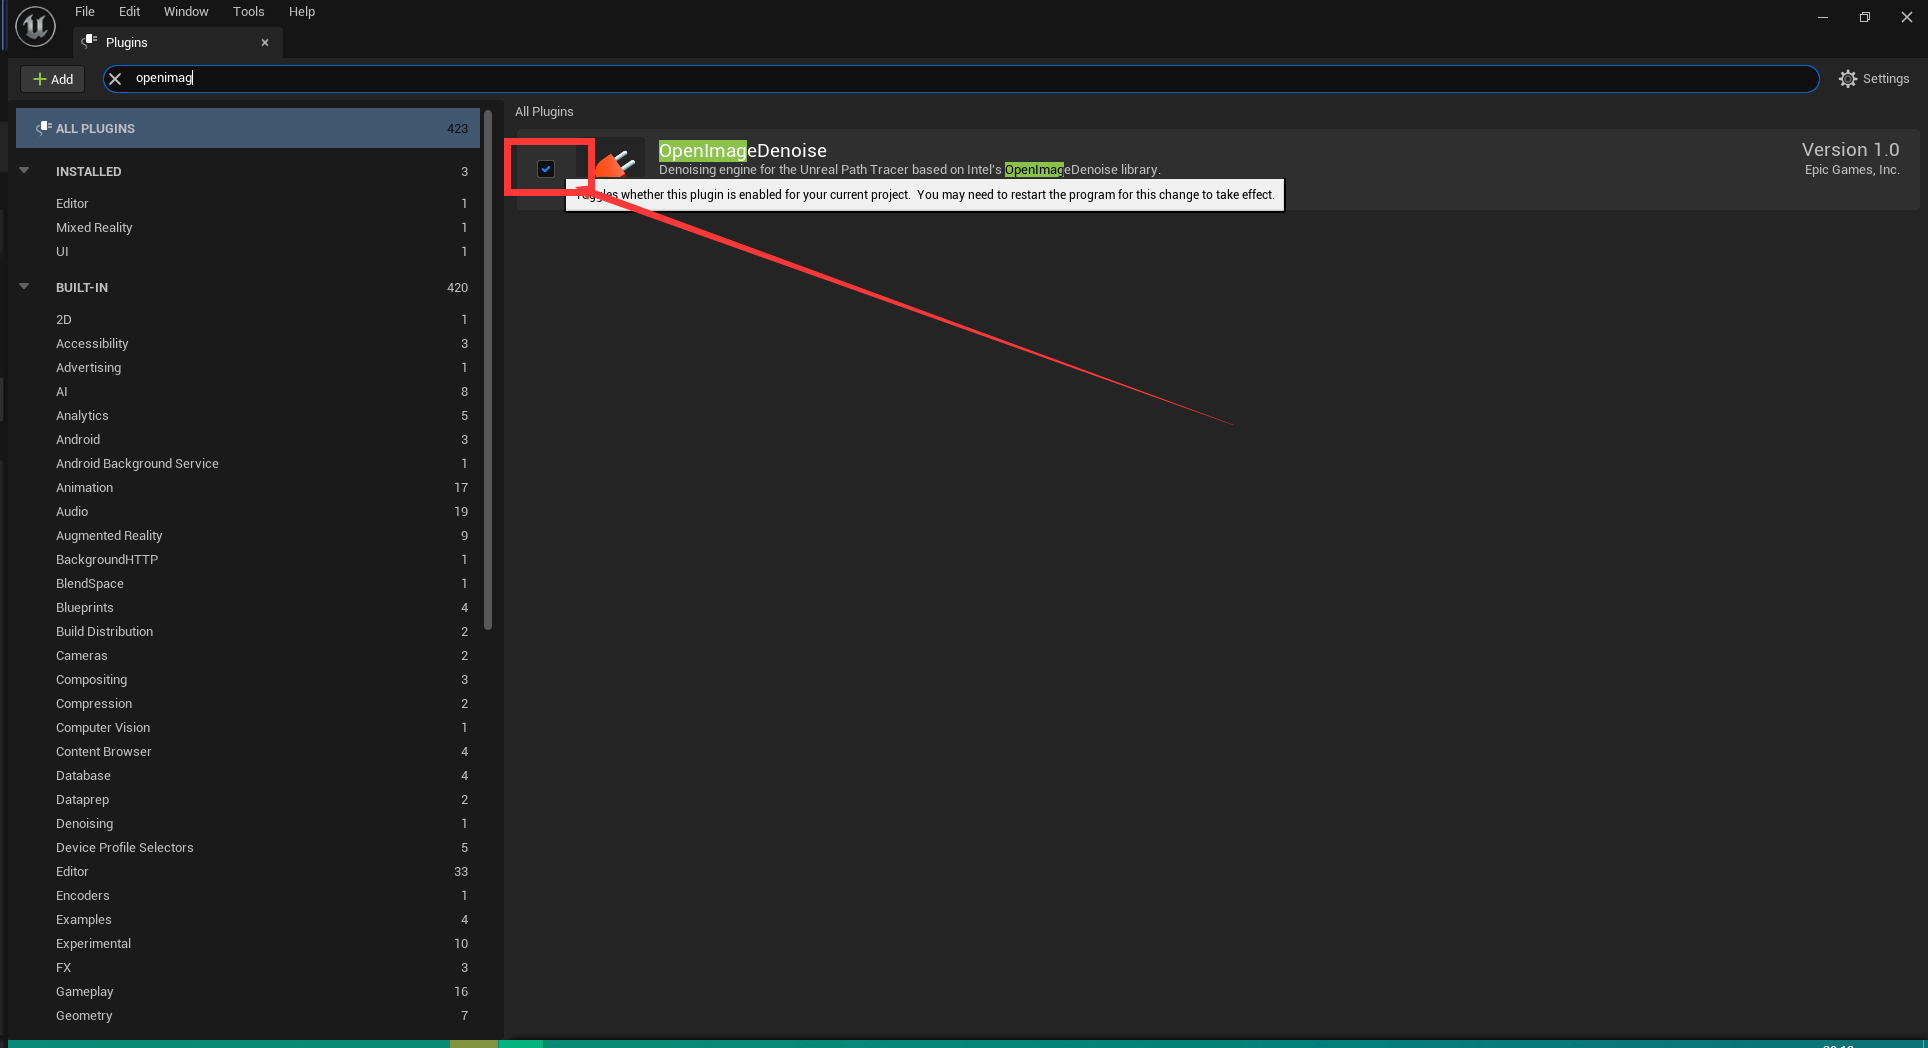 File Edit Window Tools Help
Plugins
Add
openimag
Settings
ALL PLUGINS 423
INSTALLED 3
Editor 1
Mixed Reality 1
UI 1
BUILT-IN 420
2D 1
Accessibility 3
Advertising 1
AI 8
Analytics 5
Android 3
Android Background Service 1
Animation 17
Audio 19
Augmented Reality 9
BackgroundHTTP 1
BlendSpace 1
Blueprints 4
Build Distribution 2
Cameras 2
Compositing 3
Compression 2
Computer Vision 1
Content Browser 4
Database 4
Dataprep 2
Denoising 1
Device Profile Selectors 5
Editor 33
Encoders 1
Examples 4
Experimental 10
FX 3
Gameplay 16
Geometry 7
All Plugins
OpenImageDenoise
Version 1.0
Denoising engine for the Unreal Path Tracer based on Intel's OpenImageDenoise library.
Epic Games, Inc.
whether this plugin is enabled for your current project. You may need to restart the program for this change to take effect.